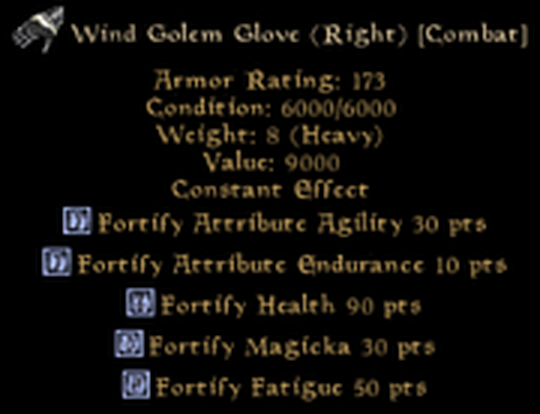 Wind Golem Glove (Right) [Combat]
Armor Rating: 173
Condition: 6000/6000
Weight: 8 (Heavy)
Value: 9000
Constant Effect
Fortify Attribute Agility 30 pts
Fortify Attribute Endurance 10 pts
Fortify Health 90 pts
Fortify Magicka 30 pts
Fortify Fatigue 50 pts